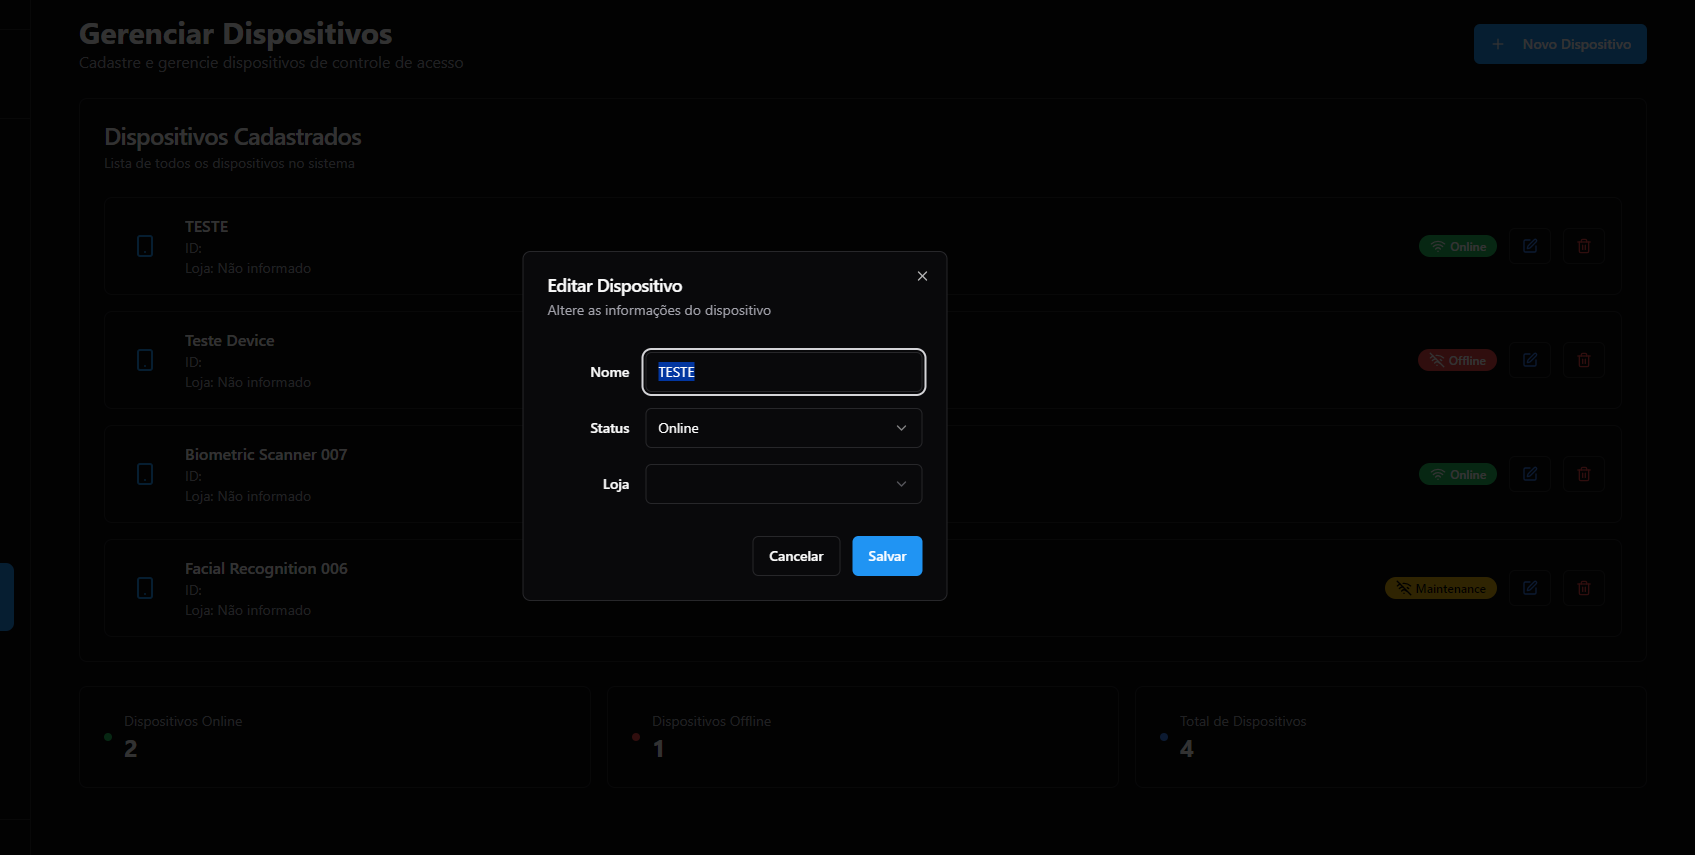 Gerenciar Dispositivos
Cadastre e gerencie dispositivos de controle de acesso
Novo Dispositivo
Dispositivos Cadastrados
Lista de todos os dispositivos no sistema
TESTE
ID:
Loja: Não informado
Online
Teste Device
ID:
Loja: Não informado
Offline
Biometric Scanner 007
ID:
Loja: Não informado
Online
Facial Recognition 006
ID:
Loja: Não informado
Maintenance
Editar Dispositivo
Altere as informações do dispositivo
Nome TESTE
Status Online
Loja
Cancelar Salvar
Dispositivos Online
2
Dispositivos Offline
1
Total de Dispositivos
4